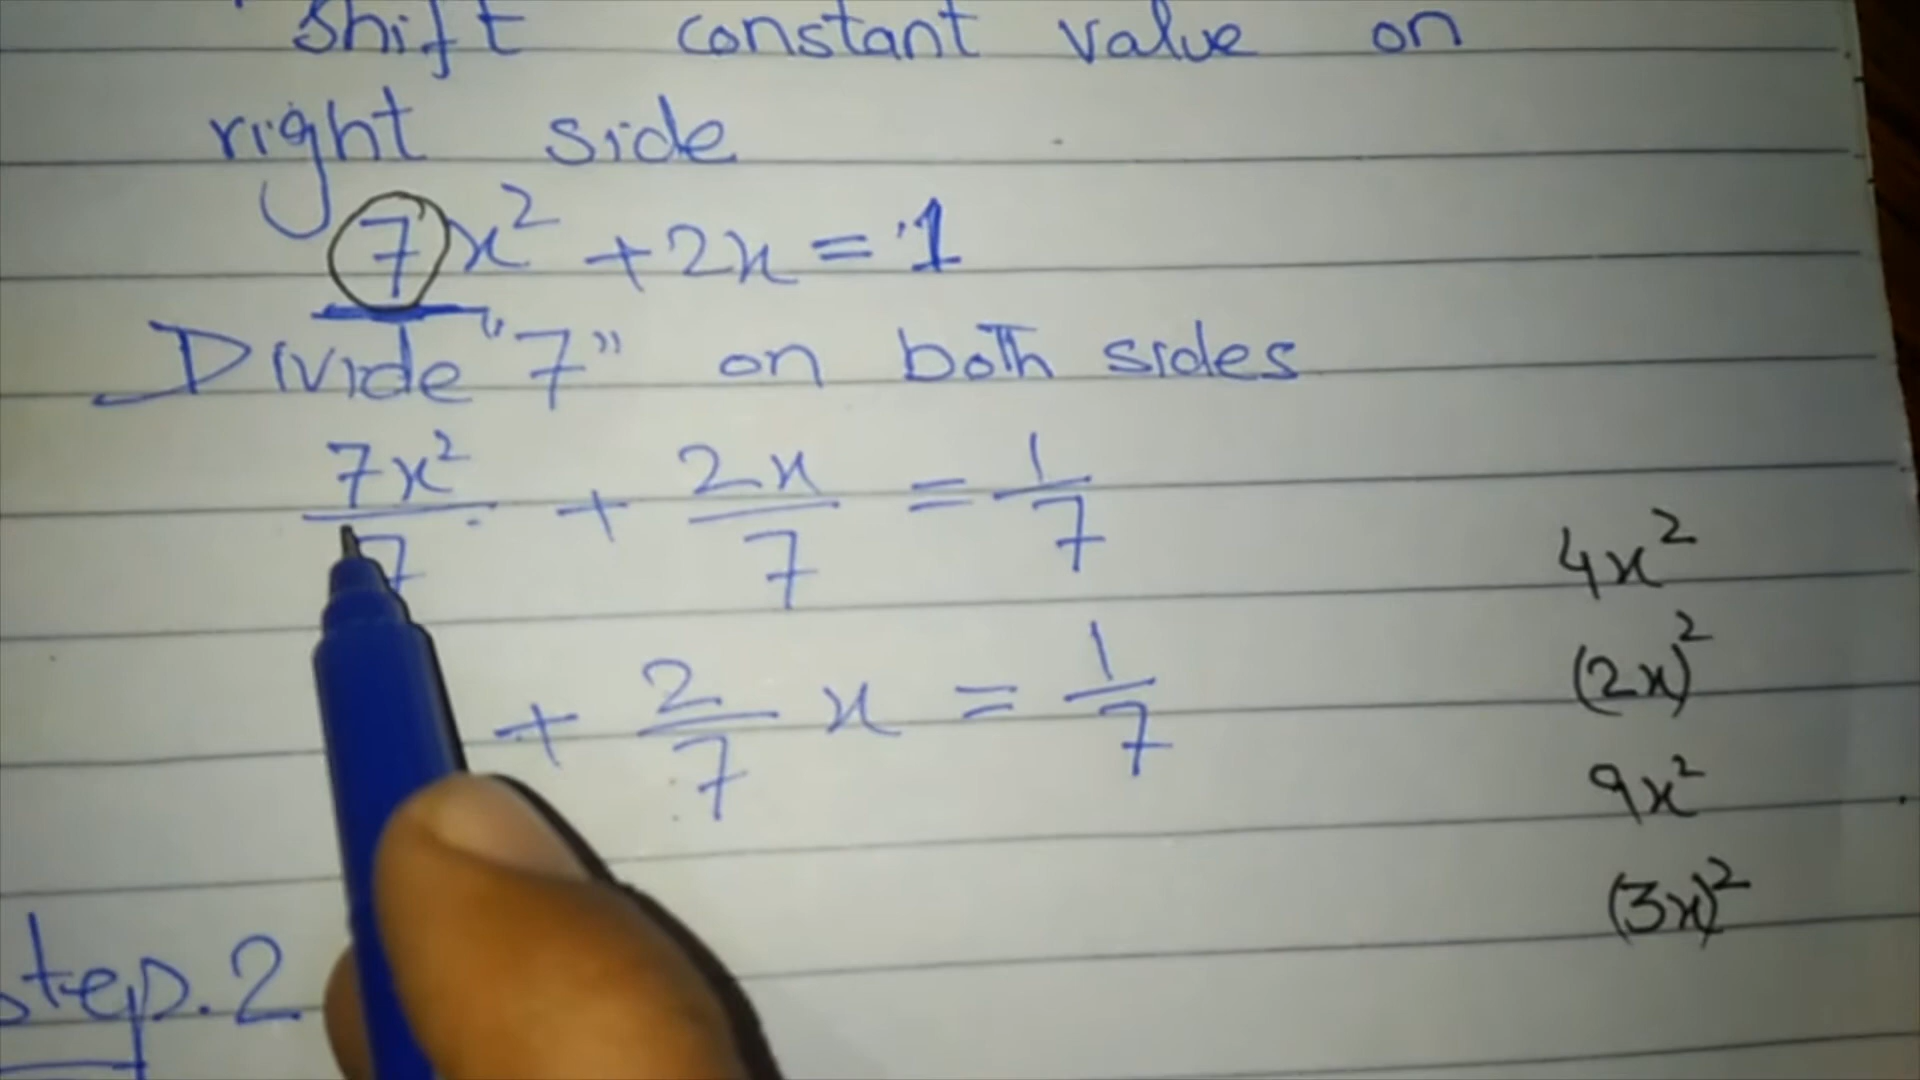 shift constant value on
right side
7x² + 2x = 1
Divide "7" on both sides
7x²/7 + 2x/7 = 1/7
+ 2/7 x = 1/7
4x²
(2x)²
9x²
(3x)²
step.2